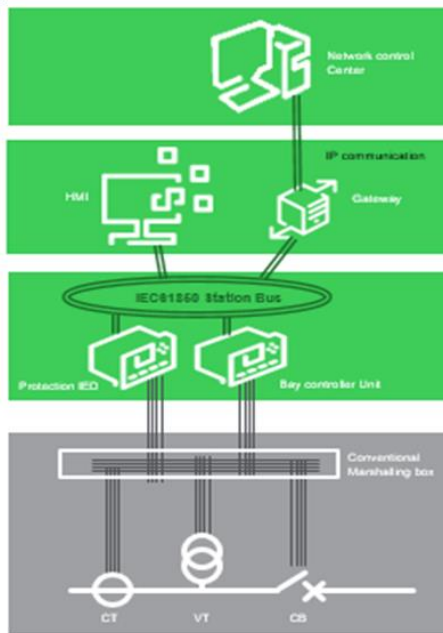 Network control
Center
IP communication
HMI
Gateway
IEC61850 Station Bus
Protection IED
Bay controller Unit
Conventional
Marshalling box
CT
VT
CB